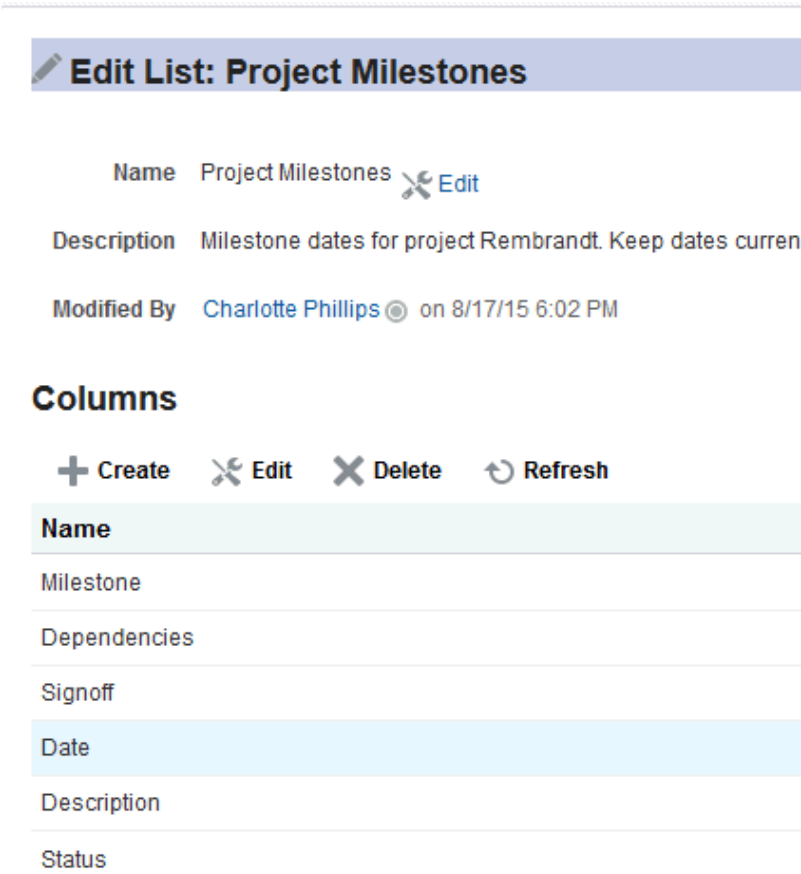 Edit List: Project Milestones
Name Project Milestones Edit
Description Milestone dates for project Rembrandt. Keep dates curren
Modified By Charlotte Phillips on 8/17/15 6:02 PM
Columns
Create Edit Delete Refresh
Name
Milestone
Dependencies
Signoff
Date
Description
Status